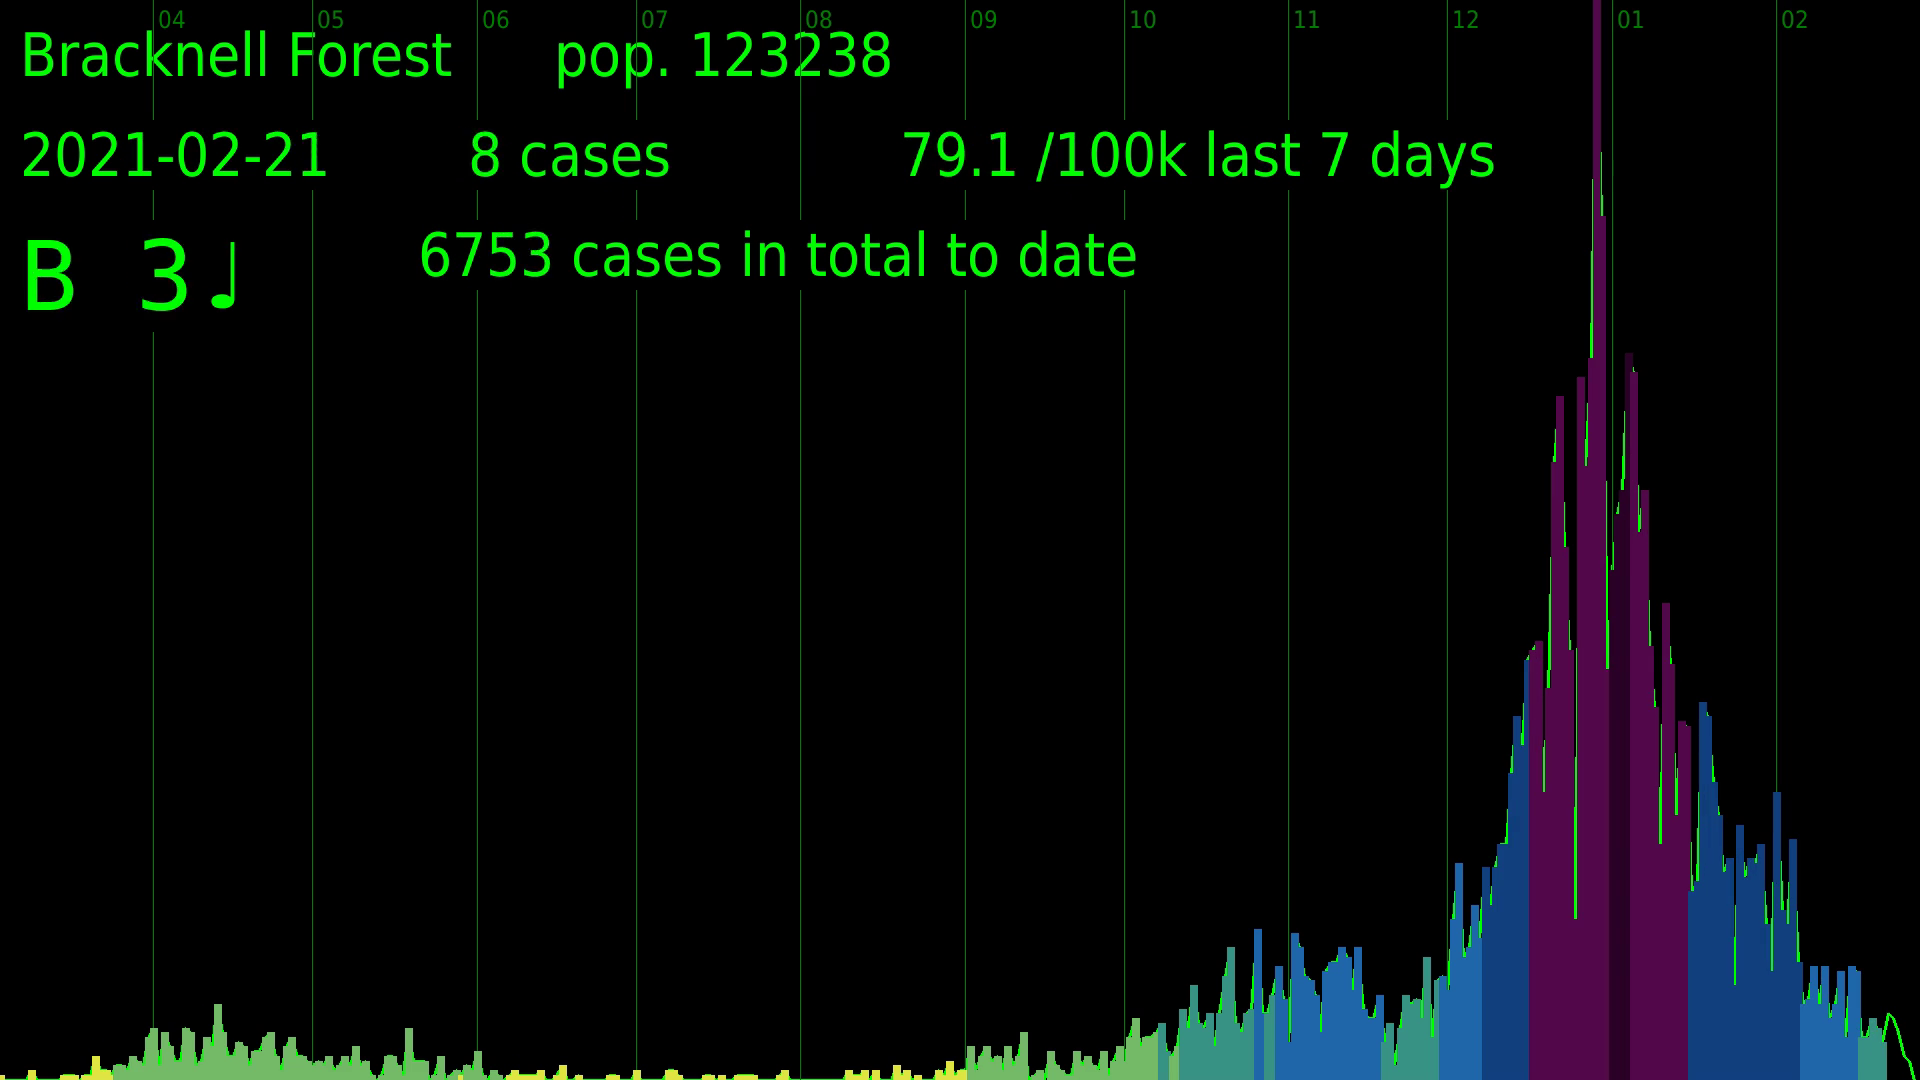 04 05 06 07 08 09 10 11 12 01 02
Bracknell Forest pop. 123238
2021-02-21 8 cases 79.1 /100k last 7 days
B 3♩ 6753 cases in total to date